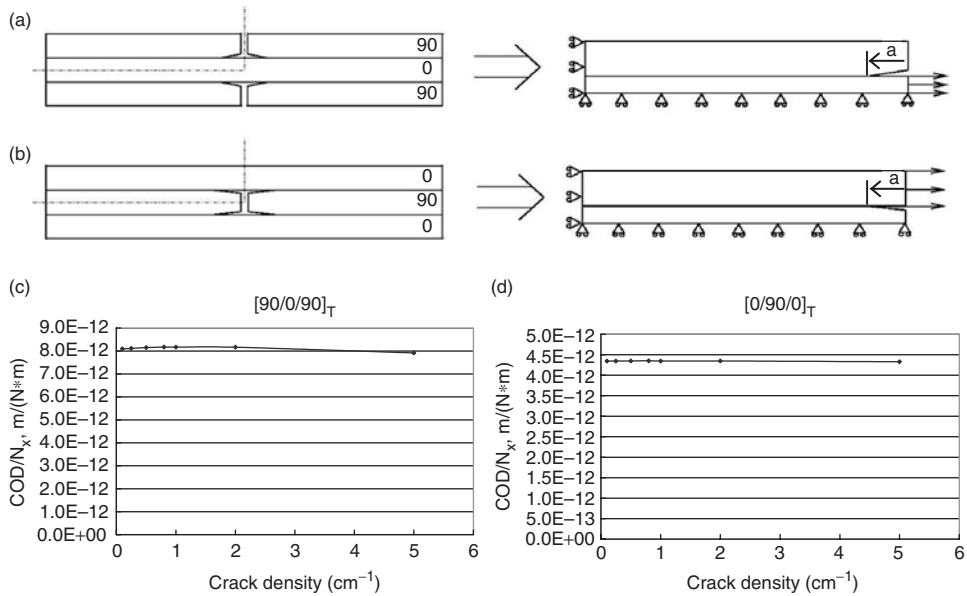 (a)
90
0
90
a
(b)
0
90
0
a
(c)
[90/0/90]T
9.0E−12
8.0E−12
7.0E−12
6.0E−12
5.0E−12
4.0E−12
3.0E−12
2.0E−12
1.0E−12
0.0E+00
COD/Nx, m/(N*m)
0 1 2 3 4 5 6
Crack density (cm−1)
(d)
[0/90/0]T
5.0E−12
4.5E−12
4.0E−12
3.5E−12
3.0E−12
2.5E−12
2.0E−12
1.5E−12
1.0E−12
5.0E−13
0.0E+00
COD/Nx, m/(N*m)
0 1 2 3 4 5 6
Crack density (cm−1)